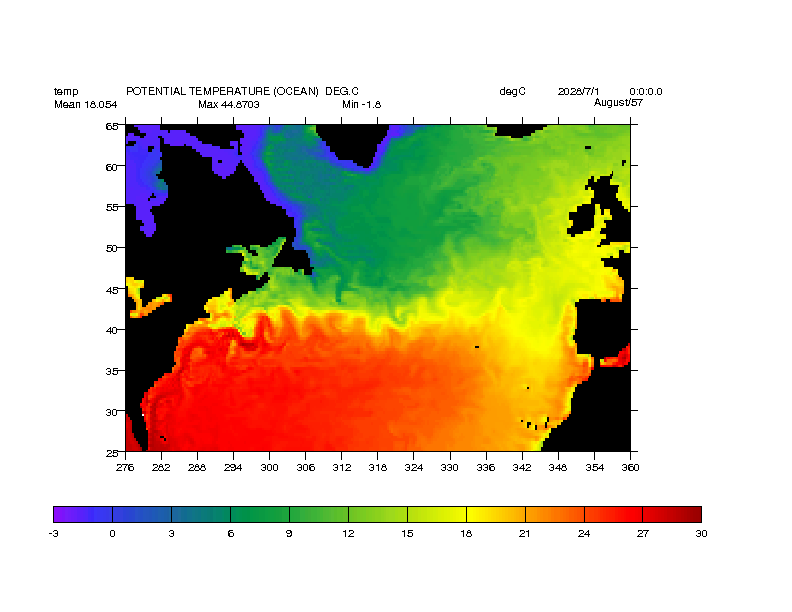 temp POTENTIAL TEMPERATURE (OCEAN) DEG.C degC 2028/7/1 0:0:0.0
Mean 18.054 Max 44.8703 Min -1.8 August/57
65
60
55
50
45
40
35
30
25
276 282 288 294 300 306 312 318 324 330 336 342 348 354 360
-3 0 3 6 9 12 15 18 21 24 27 30